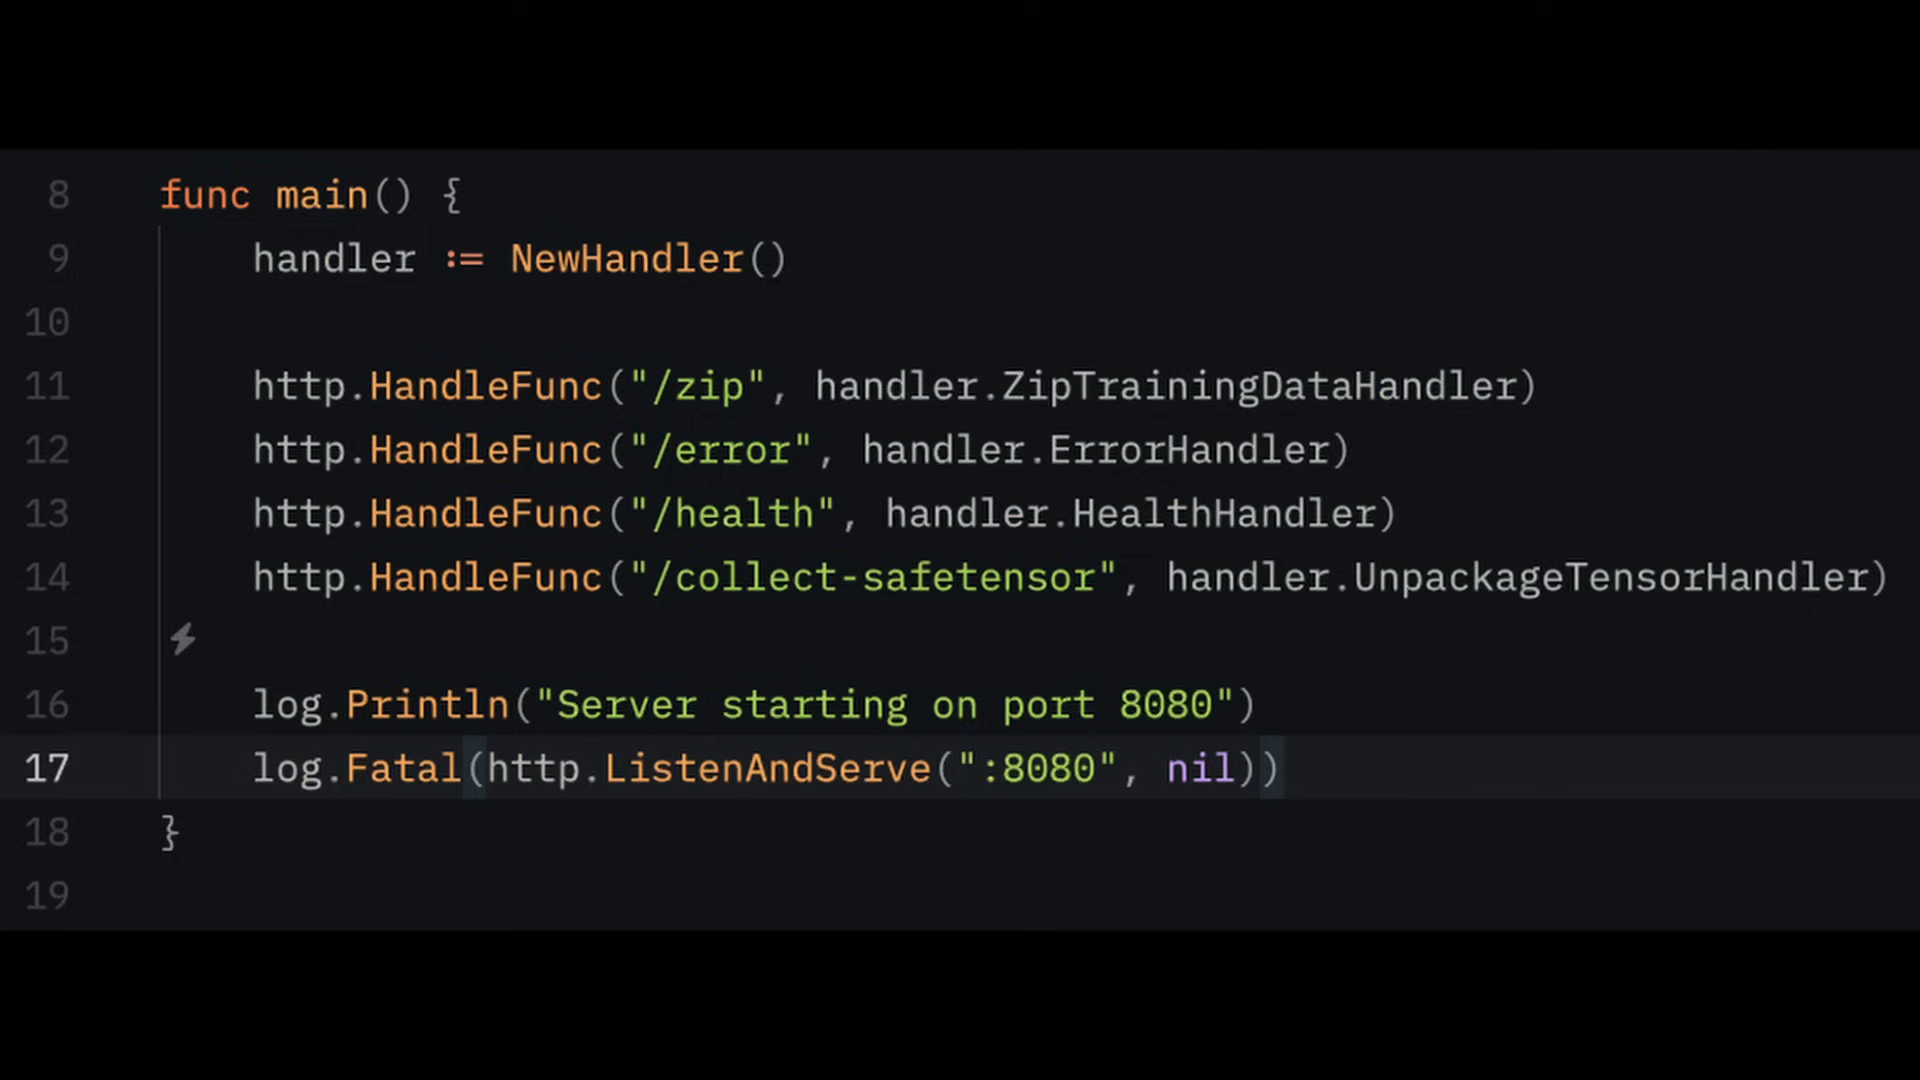 8 func main() {
9 handler := NewHandler()
10
11 http.HandleFunc("/zip", handler.ZipTrainingDataHandler)
12 http.HandleFunc("/error", handler.ErrorHandler)
13 http.HandleFunc("/health", handler.HealthHandler)
14 http.HandleFunc("/collect-safetensor", handler.UnpackageTensorHandler)
15
16 log.Println("Server starting on port 8080")
17 log.Fatal(http.ListenAndServe(":8080", nil))
18 }
19